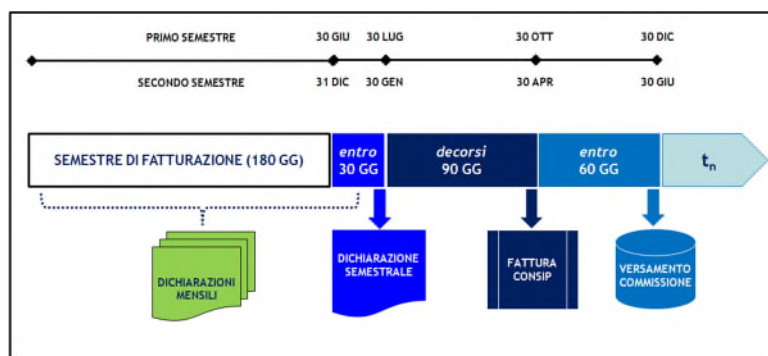 PRIMO SEMESTRE 30 GIU 30 LUG 30 OTT 30 DIC
SECONDO SEMESTRE 31 DIC 30 GEN 30 APR 30 GIU
SEMESTRE DI FATTURAZIONE (180 GG)
entro
30 GG
decorsi
90 GG
entro
60 GG
tn
DICHIARAZIONI
MENSILI
DICHIARAZIONE
SEMESTRALE
FATTURA
CONSIP
VERSAMENTO
COMMISSIONE